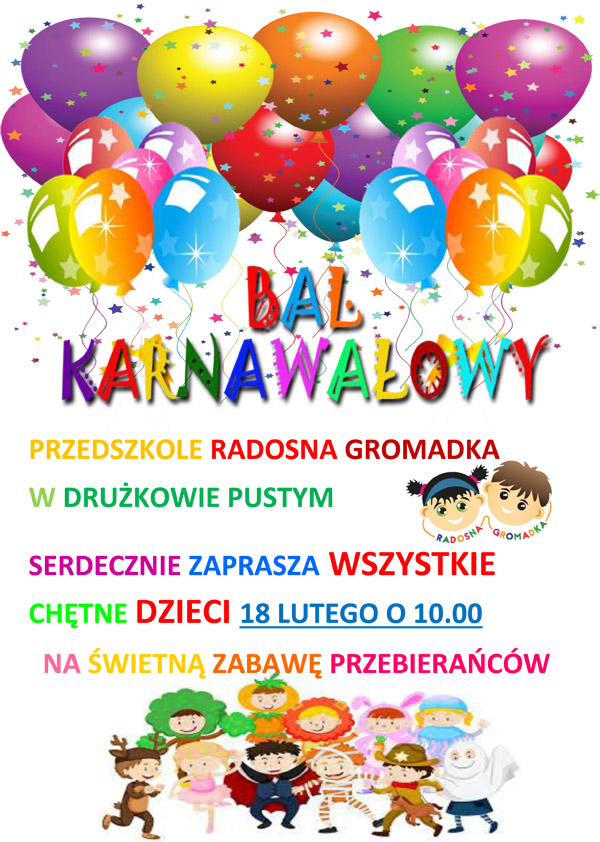 BAL
KARNAWAŁOWY
PRZEDSZKOLE RADOSNA GROMADKA
W DRUŻKOWIE PUSTYM
RADOSNA GROMADKA
SERDECZNIE ZAPRASZA WSZYSTKIE
CHĘTNE DZIECI 18 LUTEGO O 10.00
NA ŚWIETNĄ ZABAWĘ PRZEBIERAŃCÓW